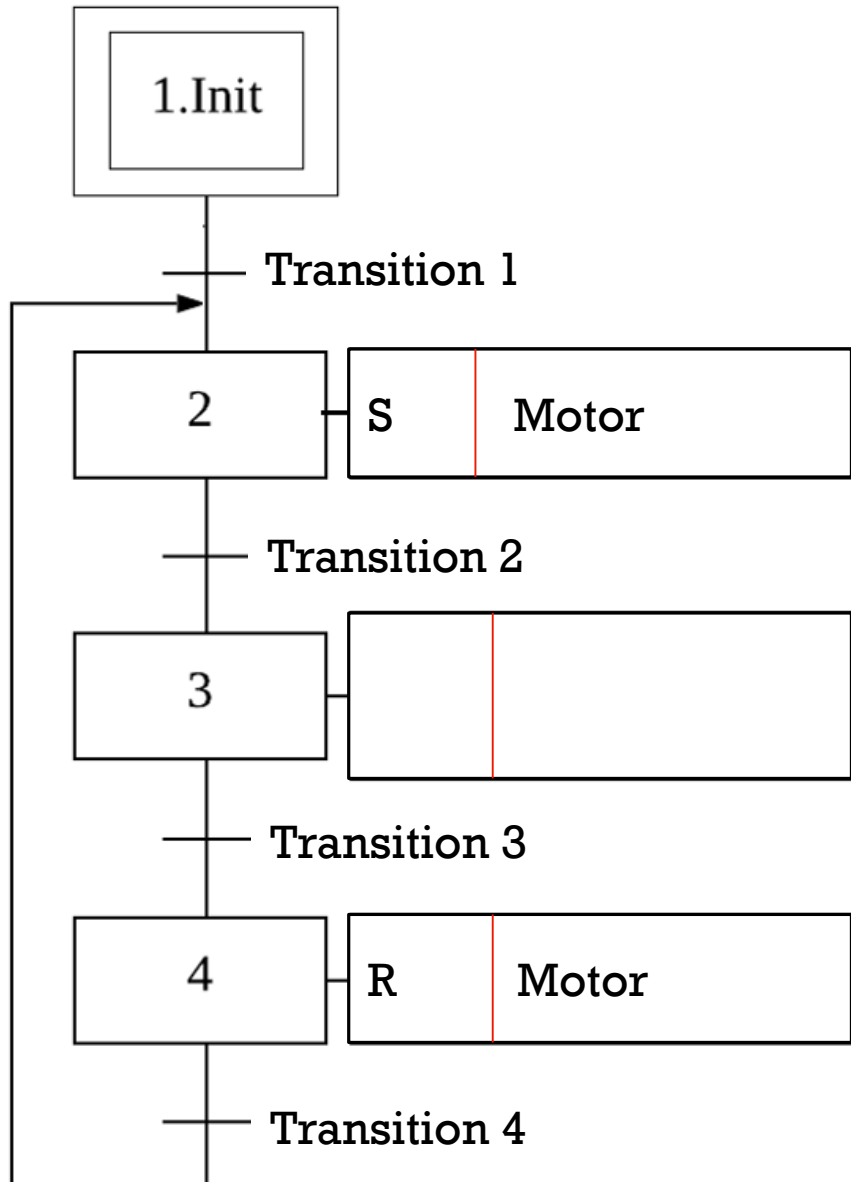 1.Init
Transition 1
2
S Motor
Transition 2
3
Transition 3
4
R Motor
Transition 4